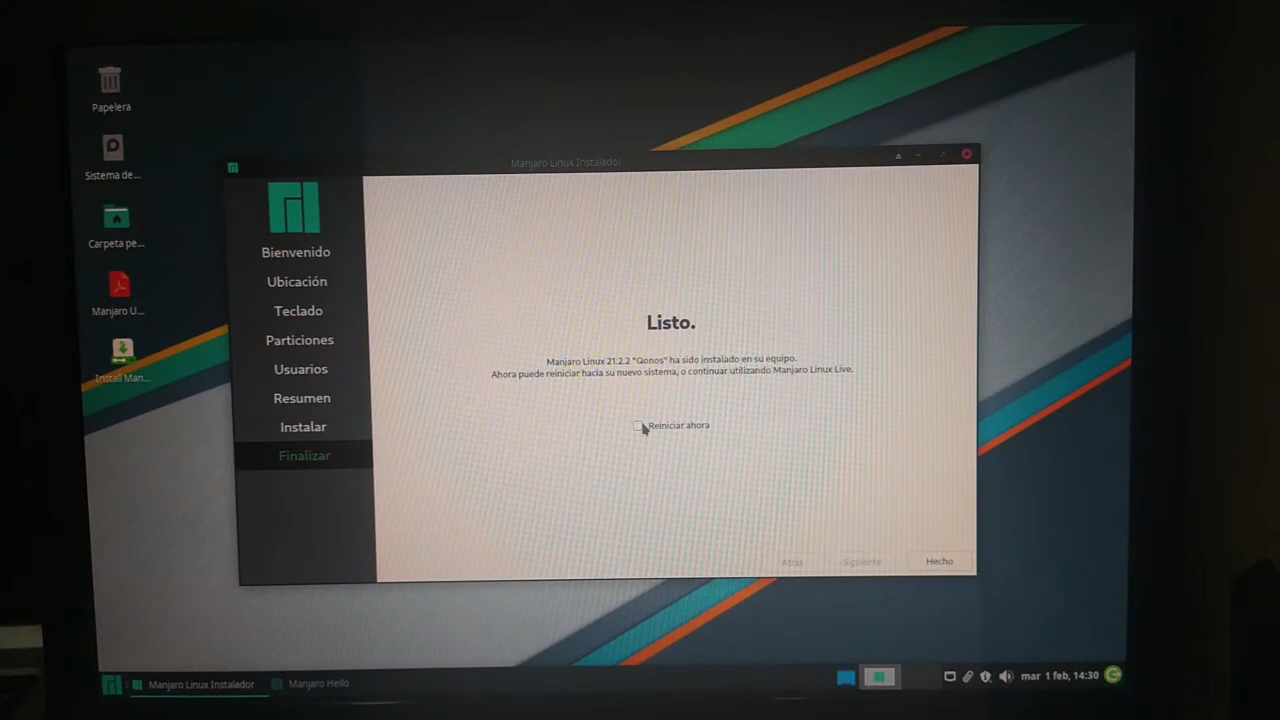 Papelera
Sistema de...
Carpeta pe...
Manjaro U...
Install Man...
Manjaro Linux Instalador
Bienvenido
Ubicación
Teclado
Particiones
Usuarios
Resumen
Instalar
Finalizar
Listo.
Manjaro Linux 21.2.2 "Qonos" ha sido instalado en su equipo.
Ahora puede reiniciar hacia su nuevo sistema, o continuar utilizando Manjaro Linux Live.
Reiniciar ahora
Atrás Siguiente Hecho
Manjaro Linux Instalador Manjaro Hello mar 1 feb, 14:30